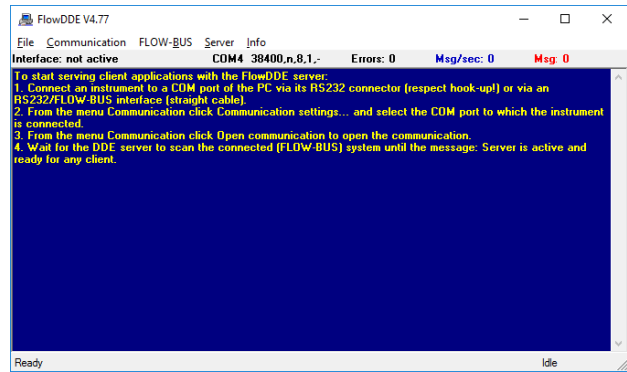 FlowDDE V4.77
File Communication FLOW-BUS Server Info
Interface: not active COM4 38400,n,8,1,- Errors: 0 Msg/sec: 0 Msg: 0
To start serving client applications with the FlowDDE server:
1. Connect an instrument to a COM port of the PC via its RS232 connector (respect hook-up!) or via an
RS232/FLOW-BUS interface (straight cable).
2. From the menu Communication click Communication settings... and select the COM port to which the instrument
is connected.
3. From the menu Communication click Open communication to open the communication.
4. Wait for the DDE server to scan the connected (FLOW-BUS) system until the message: Server is active and
ready for any client.
Ready Idle